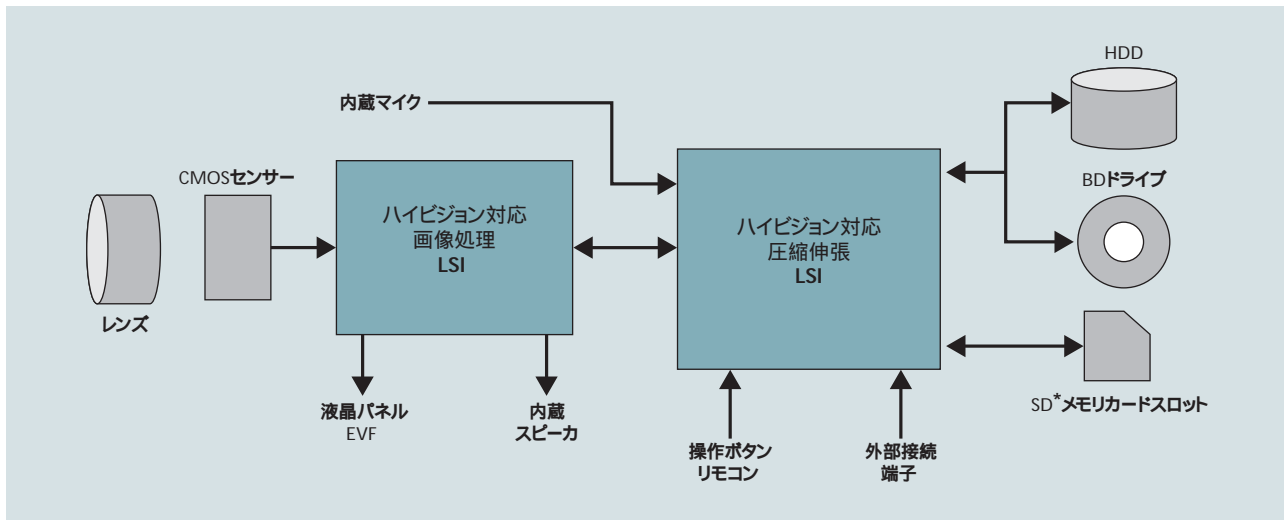 HDD
内蔵マイク
CMOSセンサー
BDドライブ
ハイビジョン対応
画像処理
LSI
ハイビジョン対応
圧縮伸張
LSI
レンズ
液晶パネル
EVF
内蔵
スピーカ
SD*メモリカードスロット
操作ボタン
リモコン
外部接続
端子